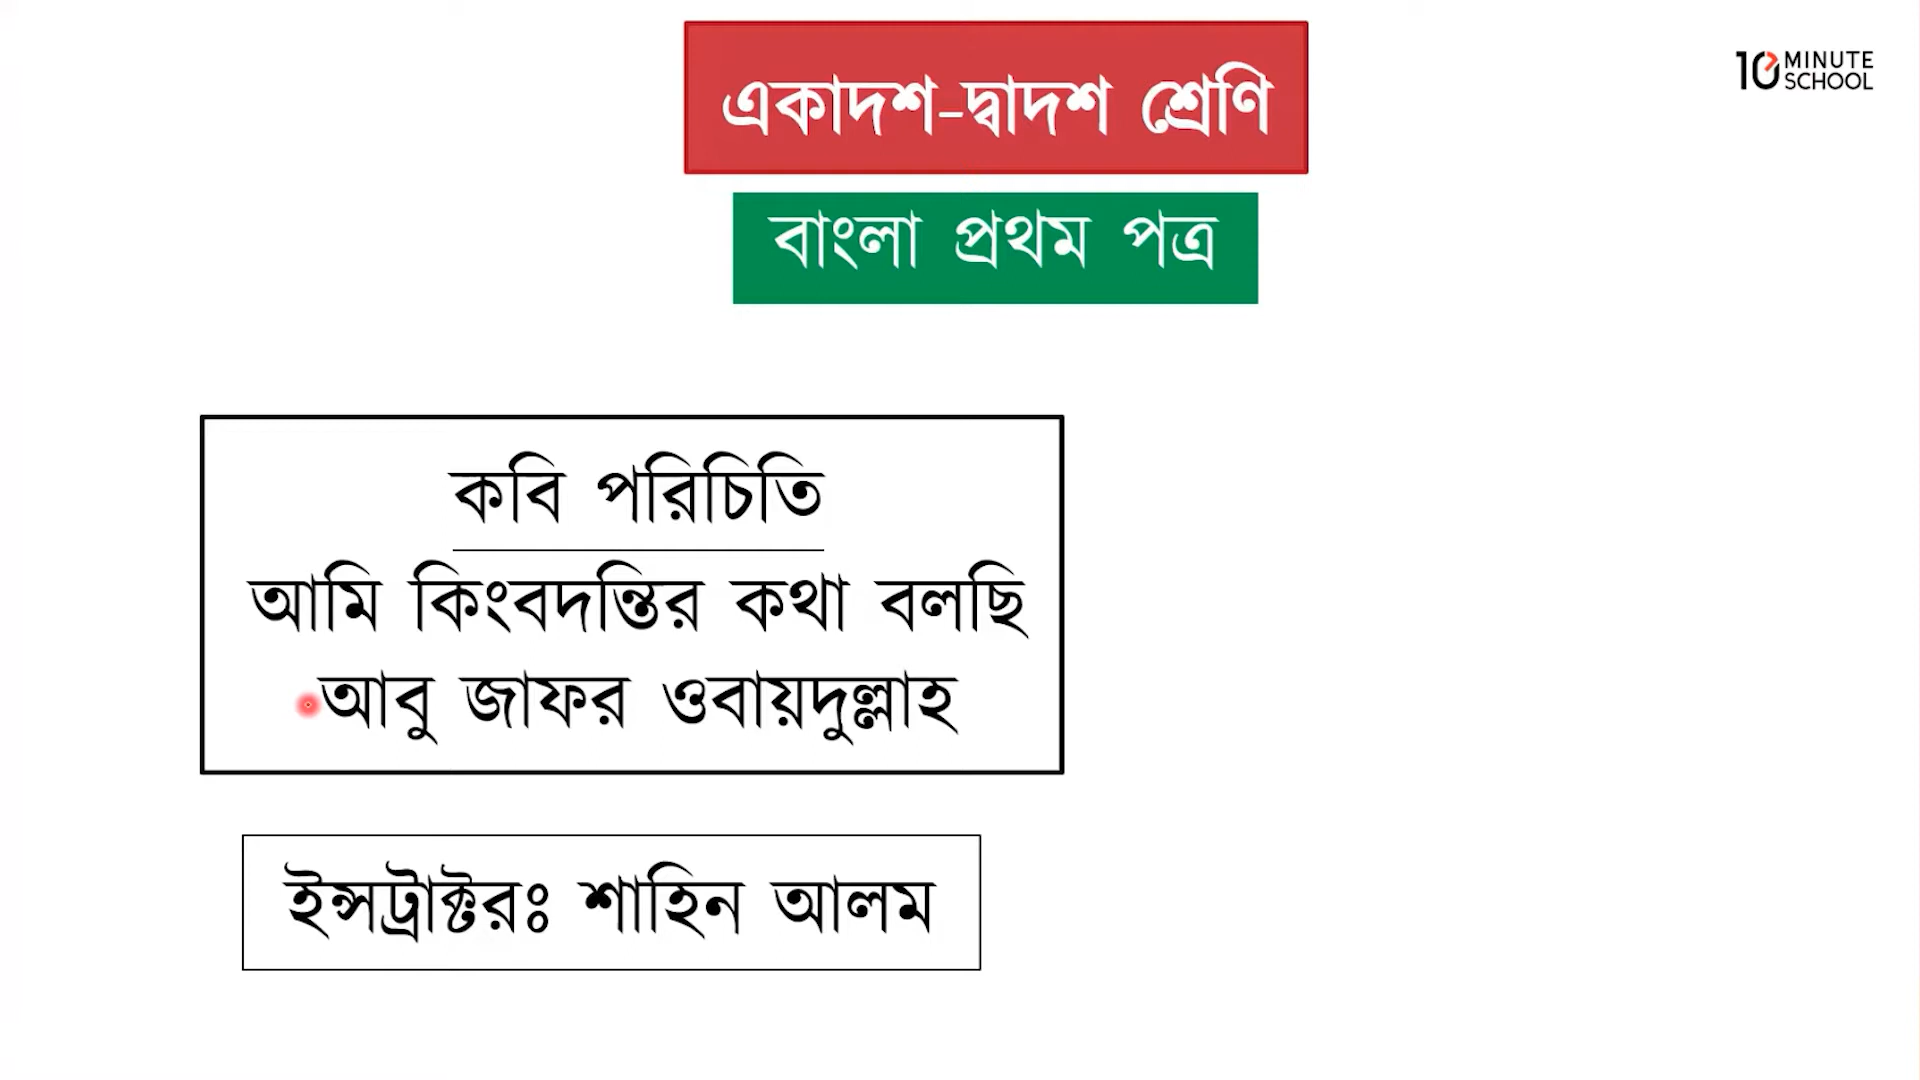 একাদশ-দ্বাদশ শ্রেণি
10 MINUTE SCHOOL
বাংলা প্রথম পত্র
কবি পরিচিতি
আমি কিংবদন্তির কথা বলছি
আবু জাফর ওবায়দুল্লাহ
ইন্সট্রাক্টরঃ শাহিন আলম